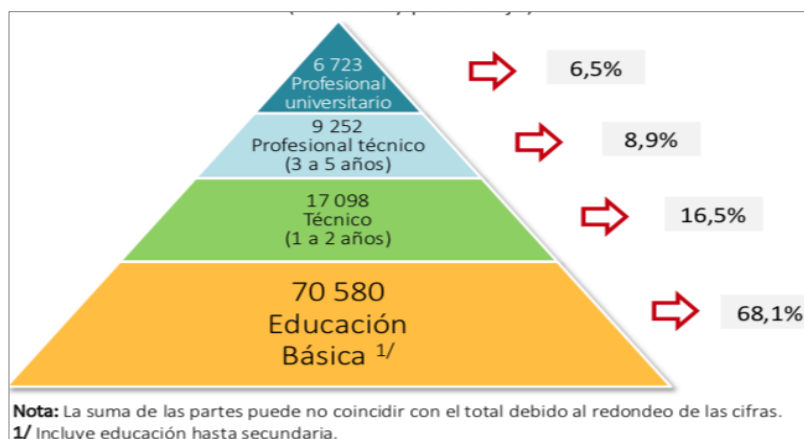 6 723
Profesional
universitario
6,5%
9 252
Profesional técnico
(3 a 5 años)
8,9%
17 098
Técnico
(1 a 2 años)
16,5%
70 580
Educación
Básica 1/
68,1%
Nota: La suma de las partes puede no coincidir con el total debido al redondeo de las cifras.
1/ Incluye educación hasta secundaria.